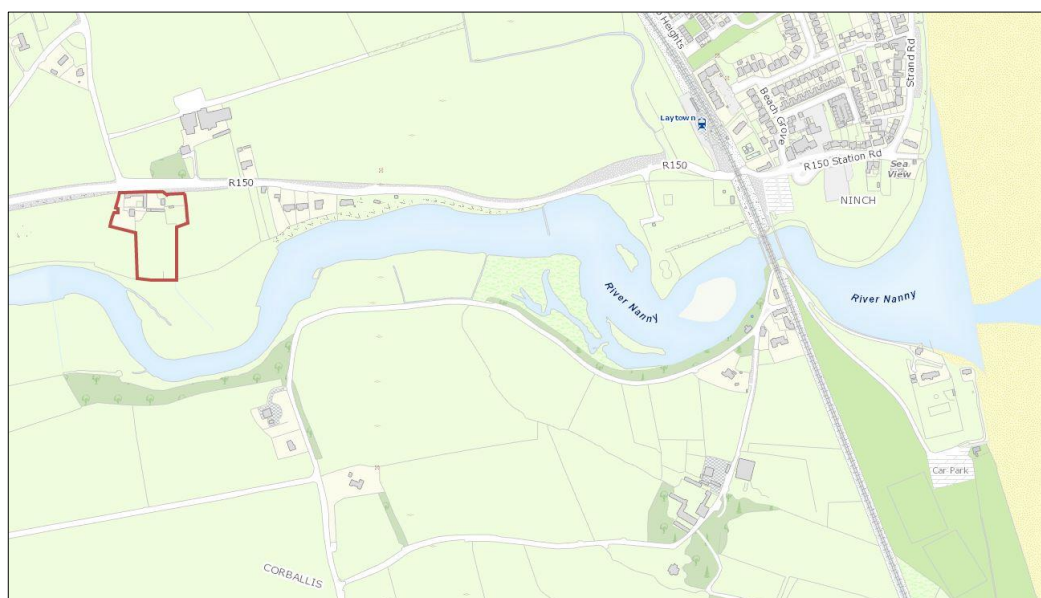 Heights
Strand Rd
Beach Grove
Laytown
R150
R150 Station Rd
Sea
View
NINCH
R150
River Nanny
River Nanny
Car Park
CORBALLIS